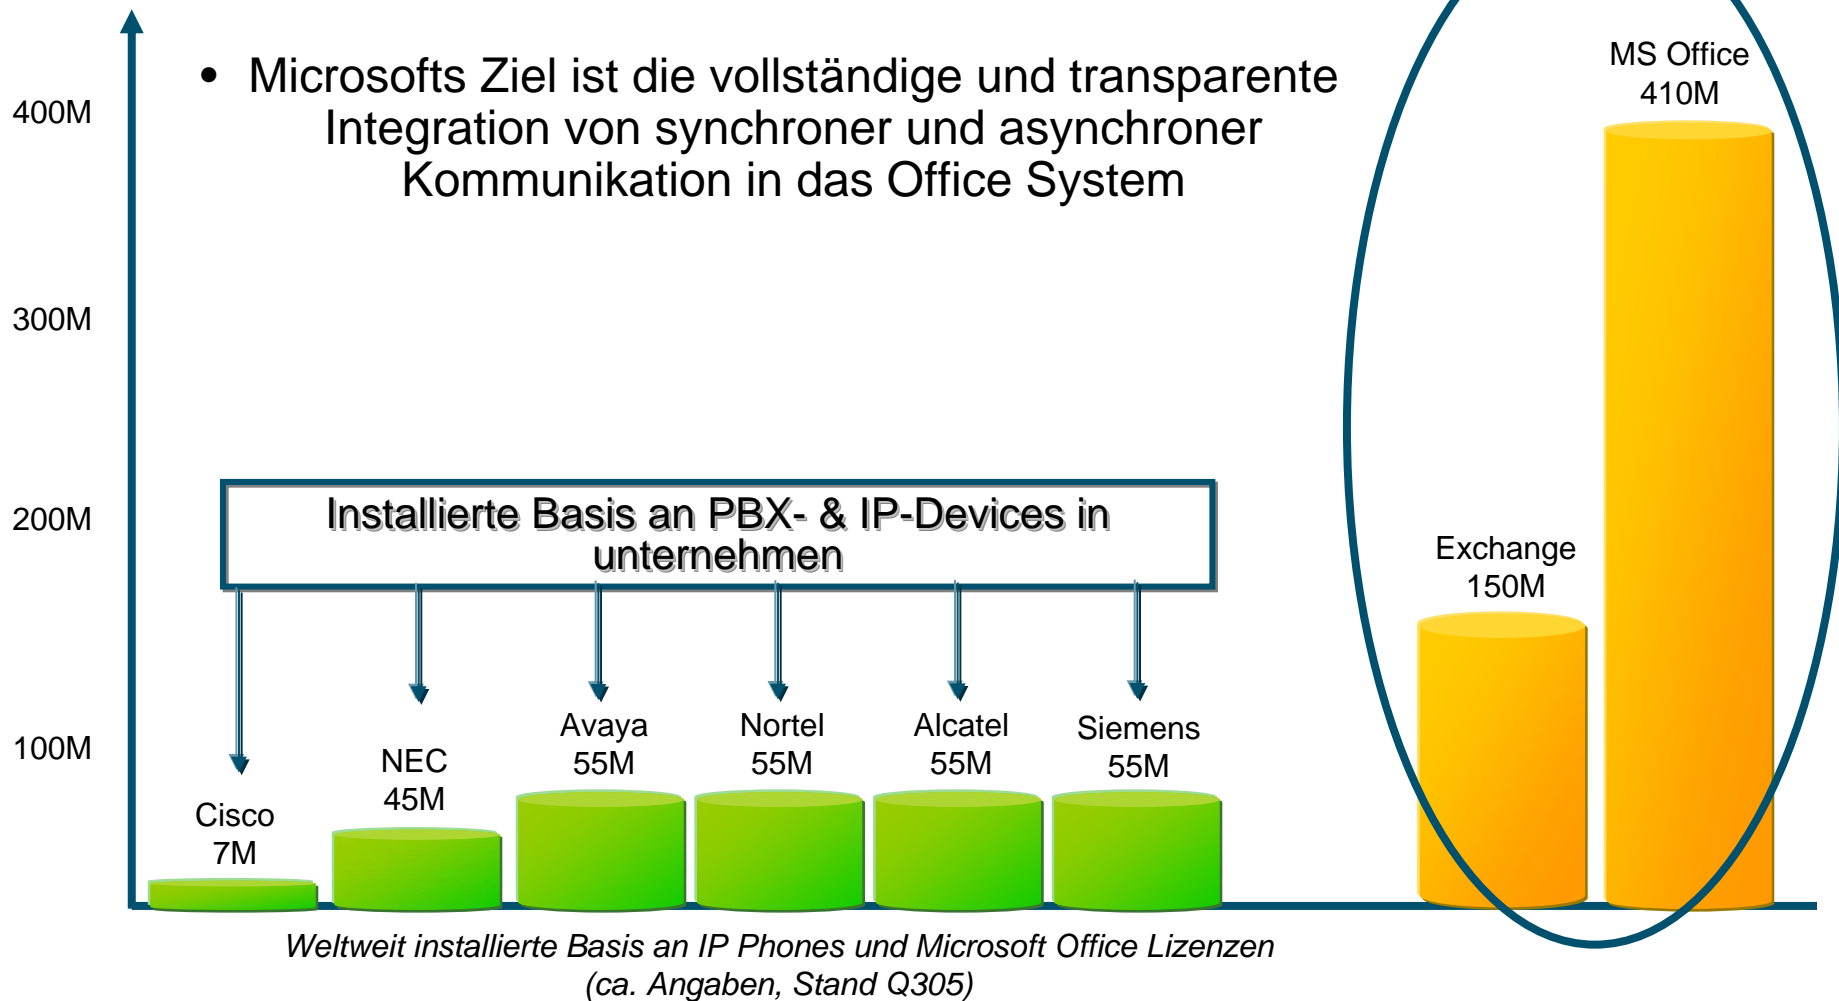 • Microsofts Ziel ist die vollständige und transparente
Integration von synchroner und asynchroner
Kommunikation in das Office System
400M
300M
200M
100M
Installierte Basis an PBX- & IP-Devices in
unternehmen
Cisco
7M
NEC
45M
Avaya
55M
Nortel
55M
Alcatel
55M
Siemens
55M
Exchange
150M
MS Office
410M
Weltweit installierte Basis an IP Phones und Microsoft Office Lizenzen
(ca. Angaben, Stand Q305)